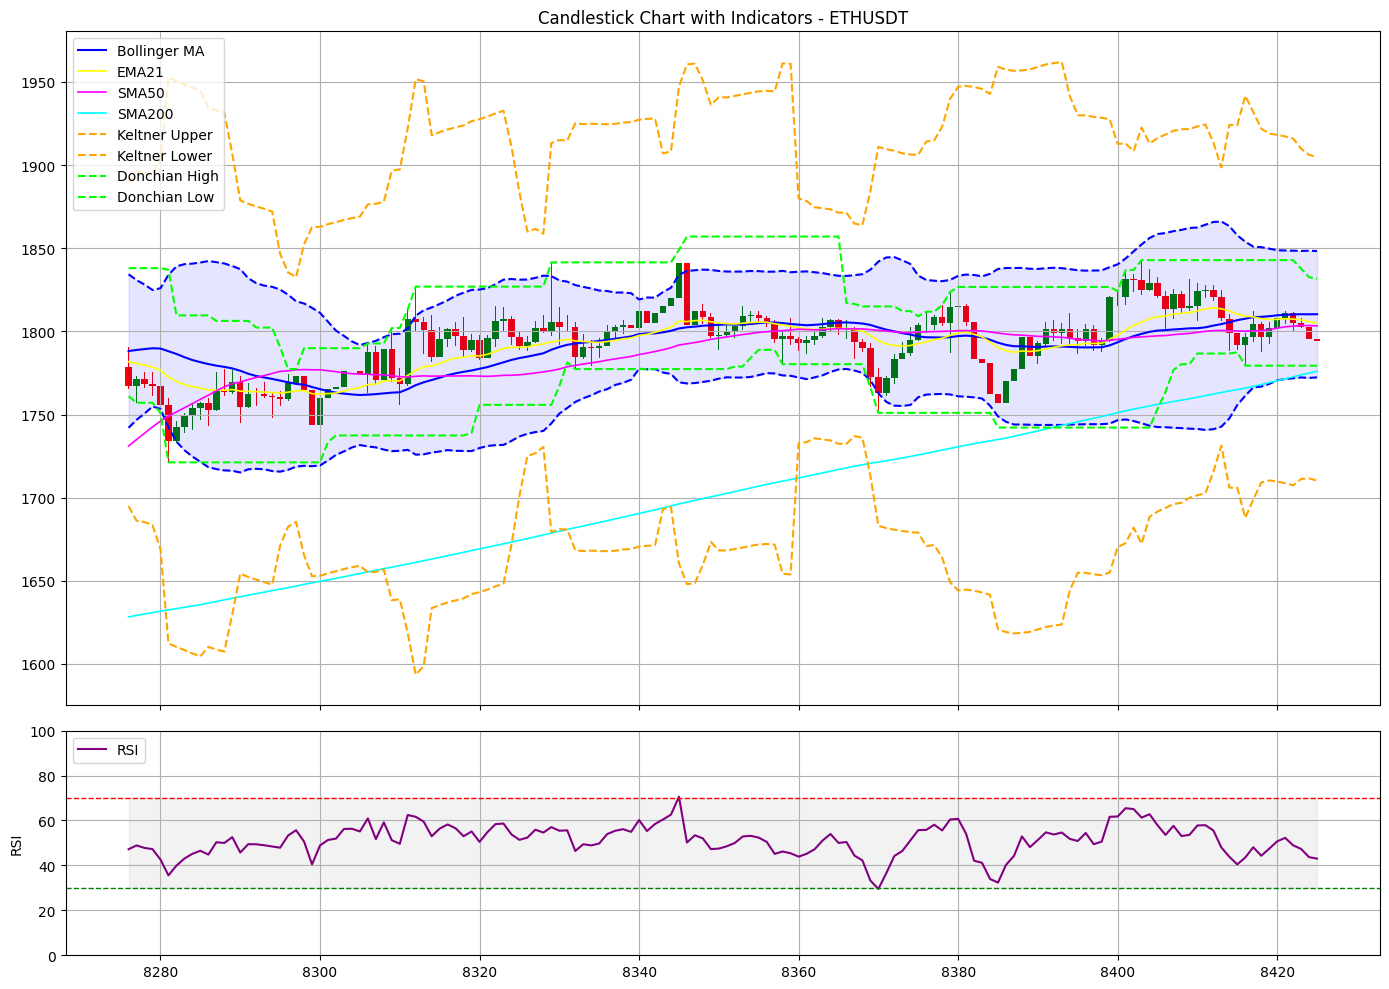 Candlestick Chart with Indicators - ETHUSDT
Bollinger MA
EMA21
SMA50
SMA200
Keltner Upper
Keltner Lower
Donchian High
Donchian Low
1950
1900
1850
1800
1750
1700
1650
1600
RSI
100
80
60
40
20
0
RSI
8280 8300 8320 8340 8360 8380 8400 8420